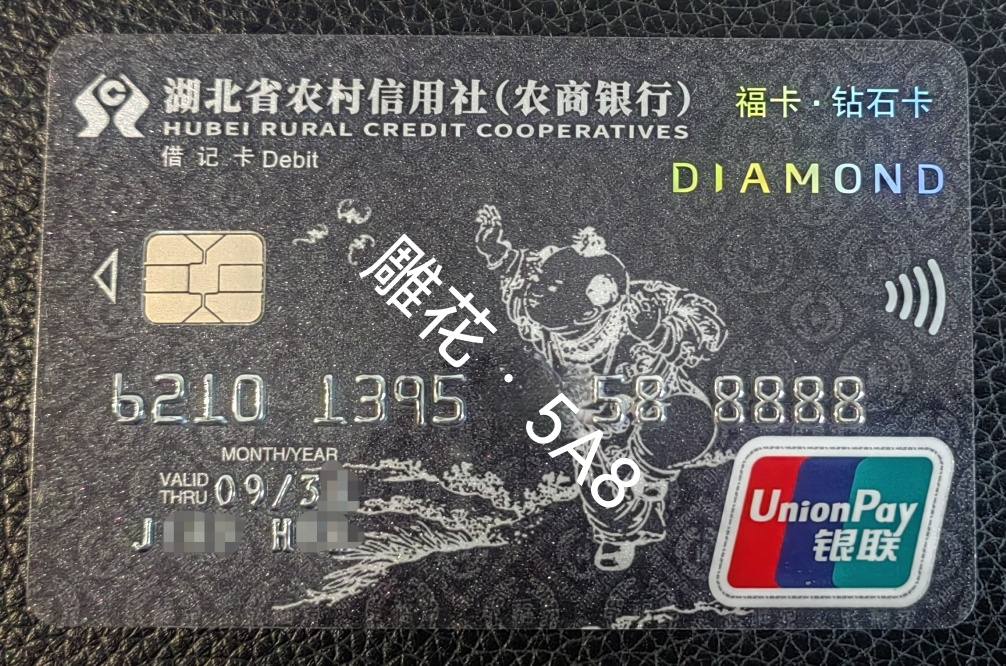 湖北省农村信用社(农商银行)
HUBEI RURAL CREDIT COOPERATIVES
借记卡 Debit
福卡·钻石卡
DIAMOND
雕花·5A8
6210 1395 58 8888
MONTH/YEAR
VALID THRU 09/3
J H
UnionPay
银联